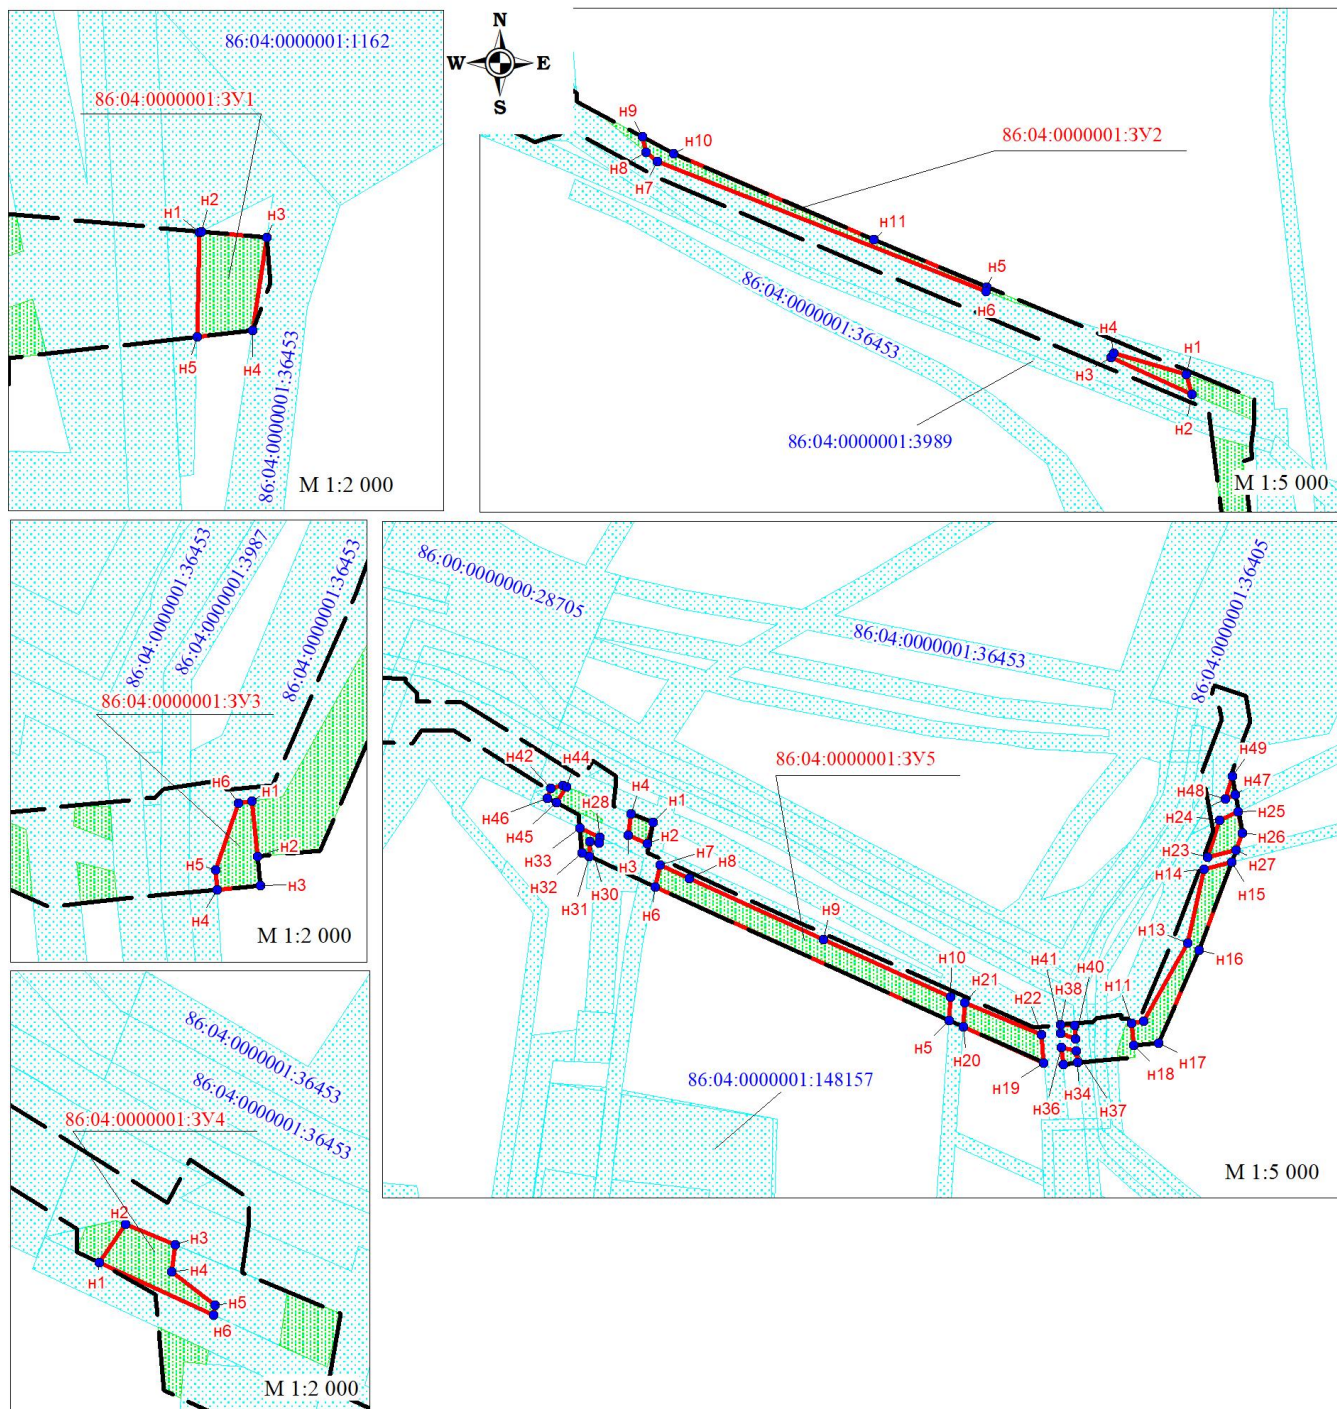 86:04:0000001:1162
86:04:0000001:ЗУ1
н1
н2
н3
н5
н4
86:04:0000001:36453
М 1:2 000
N
W
E
S
н9
н10
н8
н7
86:04:0000001:ЗУ2
н11
н5
н6
н4
н3
н1
н2
86:04:0000001:36453
86:04:0000001:3989
М 1:5 000
86:04:0000001:36453
86:04:0000001:3987
86:04:0000001:36453
86:04:0000001:ЗУ3
н6
н1
н2
н5
н4
н3
М 1:2 000
86:00:0000000:28705
86:04:0000001:36453
86:04:0000001:36405
86:04:0000001:ЗУ5
н42
н44
н4
н1
н28
н46
н45
н2
н7
н8
н33
н3
н32
н31
н30
н6
н9
н10
н21
н22
н41
н38
н40
н11
н5
н20
н19
н36
н34
н37
н18
н17
н49
н47
н48
н25
н24
н26
н23
н27
н14
н15
н13
н16
86:04:0000001:148157
М 1:5 000
86:04:0000001:36453
86:04:0000001:36453
86:04:0000001:ЗУ4
н2
н3
н4
н1
н5
н6
М 1:2 000